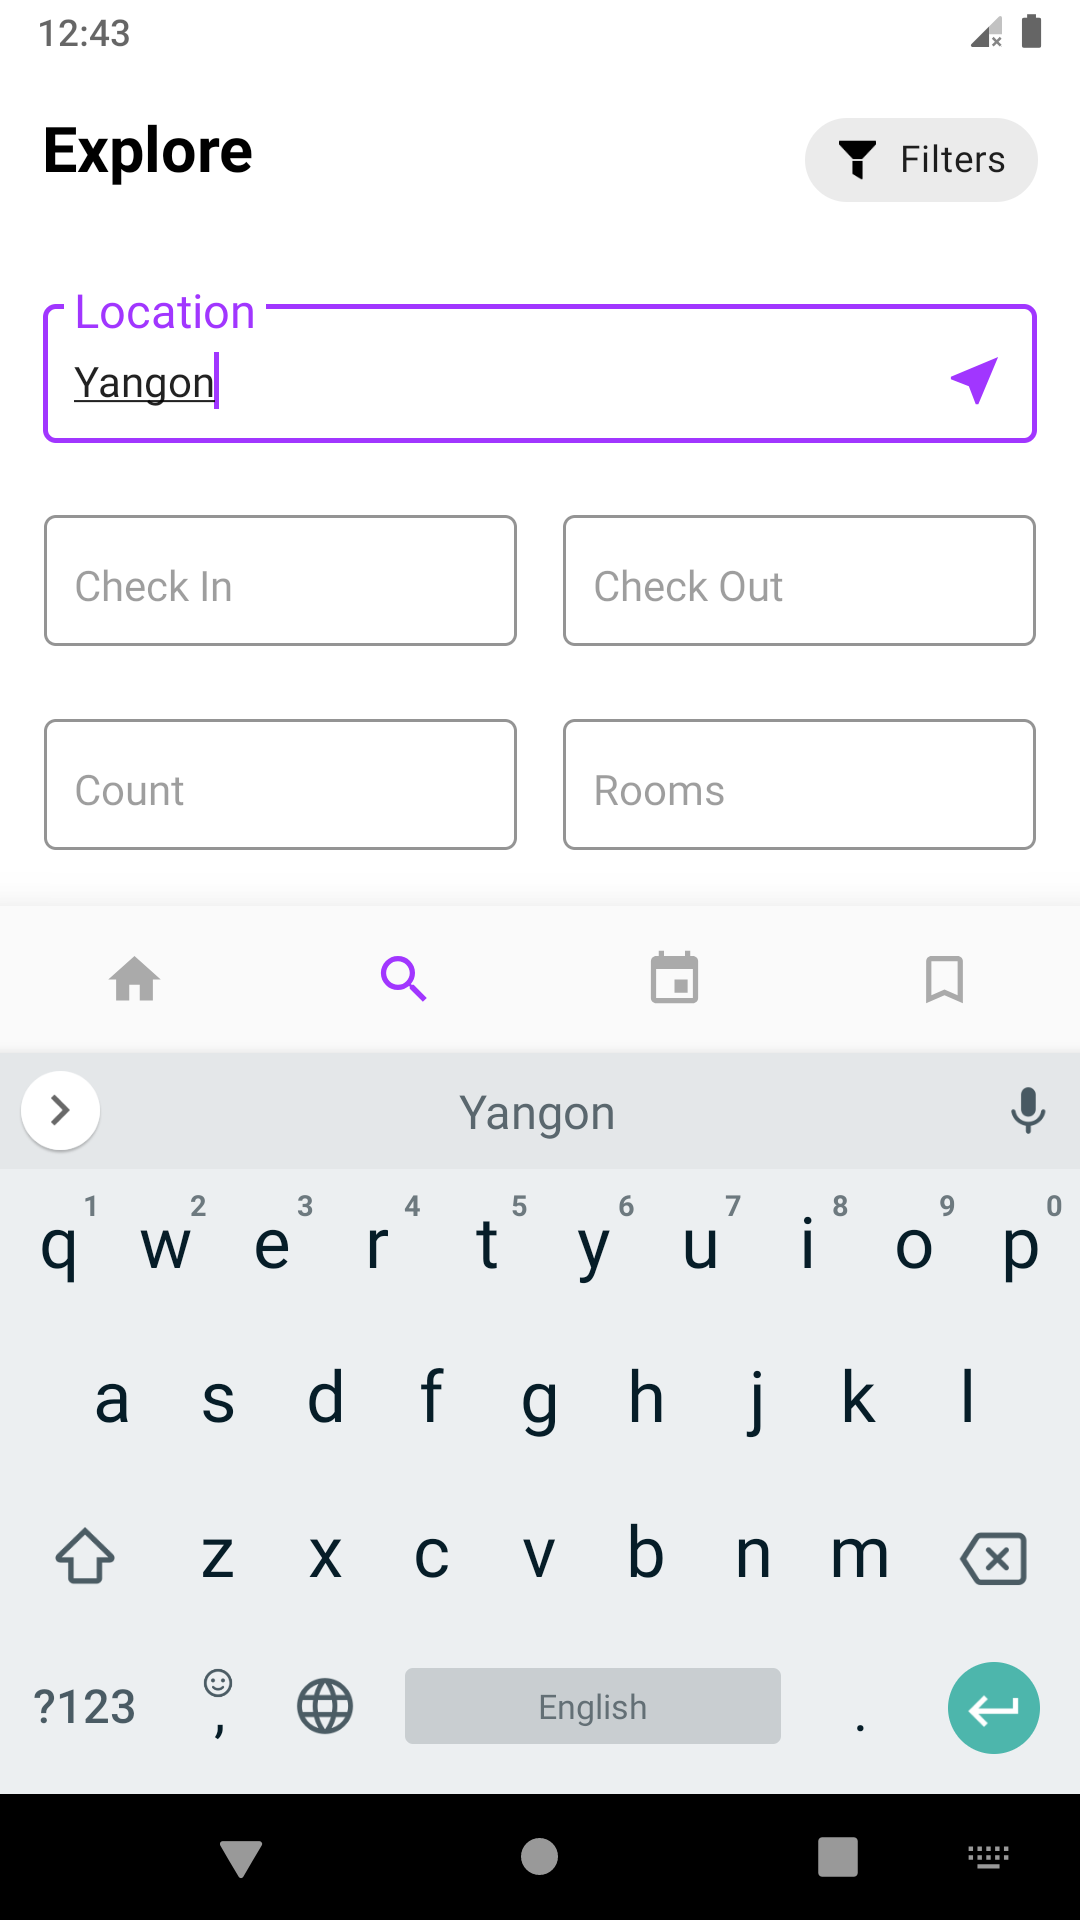 12:43
Explore
Filters
Location
Yangon
Check In
Check Out
Count
Rooms
Yangon
1 2 3 4 5 6 7 8 9 0
q w e r t y u i o p
a s d f g h j k l
z x c v b n m
?123 , English .